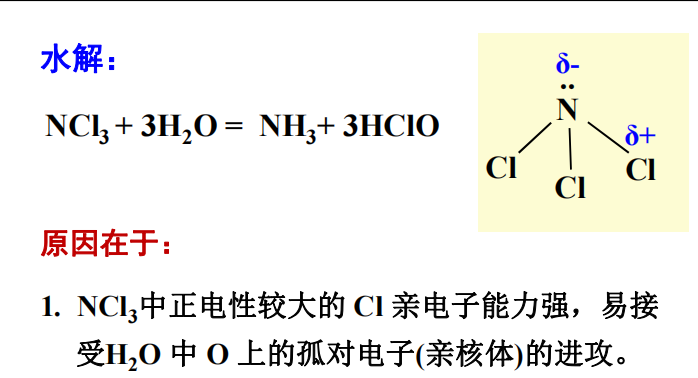 水解：
δ-
··
N
NCl₃ + 3H₂O = NH₃ + 3HClO
δ+
Cl
Cl
Cl
原因在于：
1. NCl₃中正电性较大的 Cl 亲电子能力强，易接
受H₂O 中 O 上的孤对电子(亲核体)的进攻。